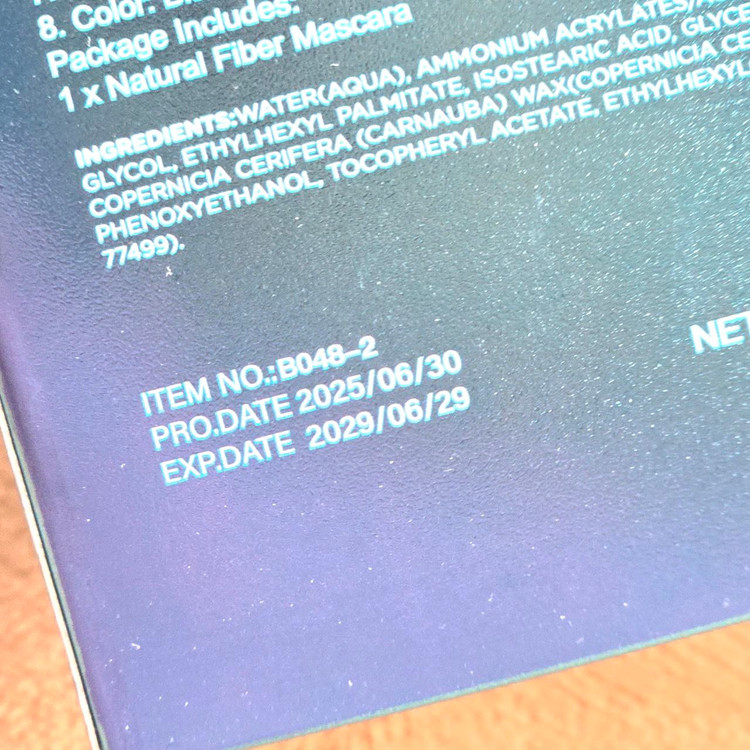 8. Color:
Package Includes:
1 x Natural Fiber Mascara
INGREDIENTS:WATER(AQUA), AMMONIUM ACRYLATES/
GLYCOL, ETHYLHEXYL PALMITATE, ISOSTEARIC ACID,
COPERNICIA CERIFERA (CARNAUBA) WAX(COPERNICIA
PHENOXYETHANOL, TOCOPHERYL ACETATE, ETHYLHEXYL
77499).
NET
ITEM NO.:B048-2
PRO.DATE 2025/06/30
EXP.DATE 2029/06/29